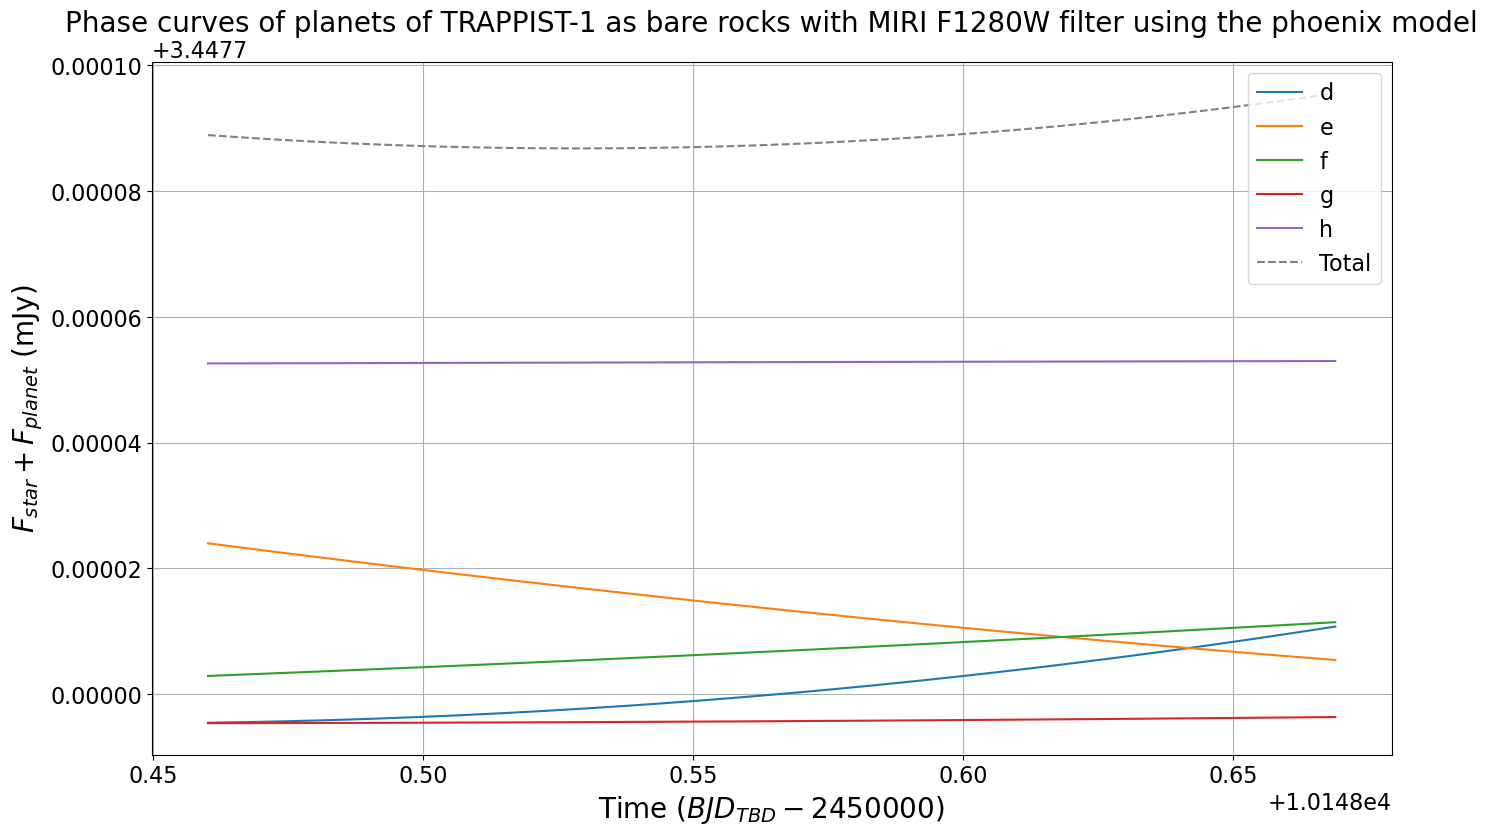 Phase curves of planets of TRAPPIST-1 as bare rocks with MIRI F1280W filter using the phoenix model
+3.4477
0.00010
0.00008
0.00006
0.00004
0.00002
0.00000
F_star + F_planet (mJy)
d
e
f
g
h
Total
0.45
0.50
0.55
0.60
0.65
+1.0148e4
Time (BJD_TBD − 2450000)